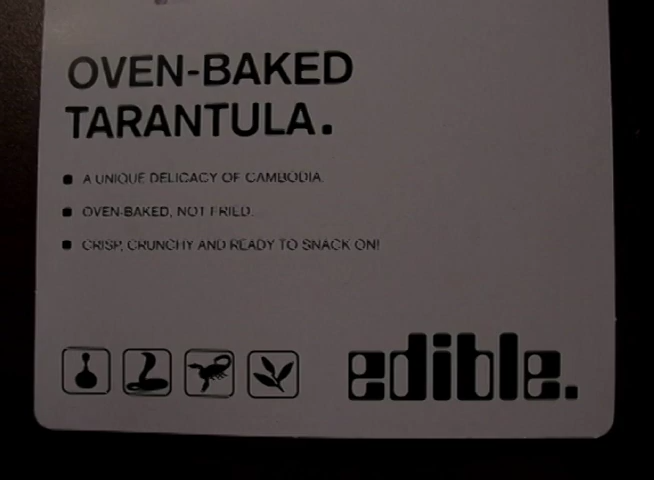 OVEN-BAKED
TARANTULA.
A UNIQUE DELICACY OF CAMBODIA.
OVEN-BAKED, NOT FRIED.
CRISP, CRUNCHY AND READY TO SNACK ON!
edible.